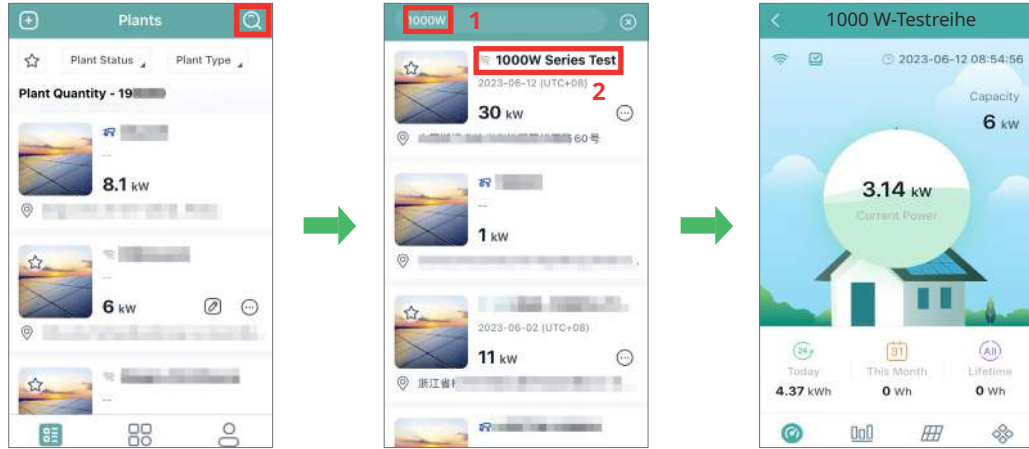 Plants
Plant Status
Plant Type
Plant Quantity - 19
--
8.1 kW
--
6 kW
--
1000W
1
1000W Series Test
2023-06-12 (UTC+08)
2
30 kW
60号
--
1 kW
2023-06-02 (UTC+08)
11 kW
浙江省
1000 W-Testreihe
2023-06-12 08:54:56
Capacity
6 kW
3.14 kW
Current Power
24
31
All
Today
This Month
Lifetime
4.37 kWh
0 Wh
0 Wh